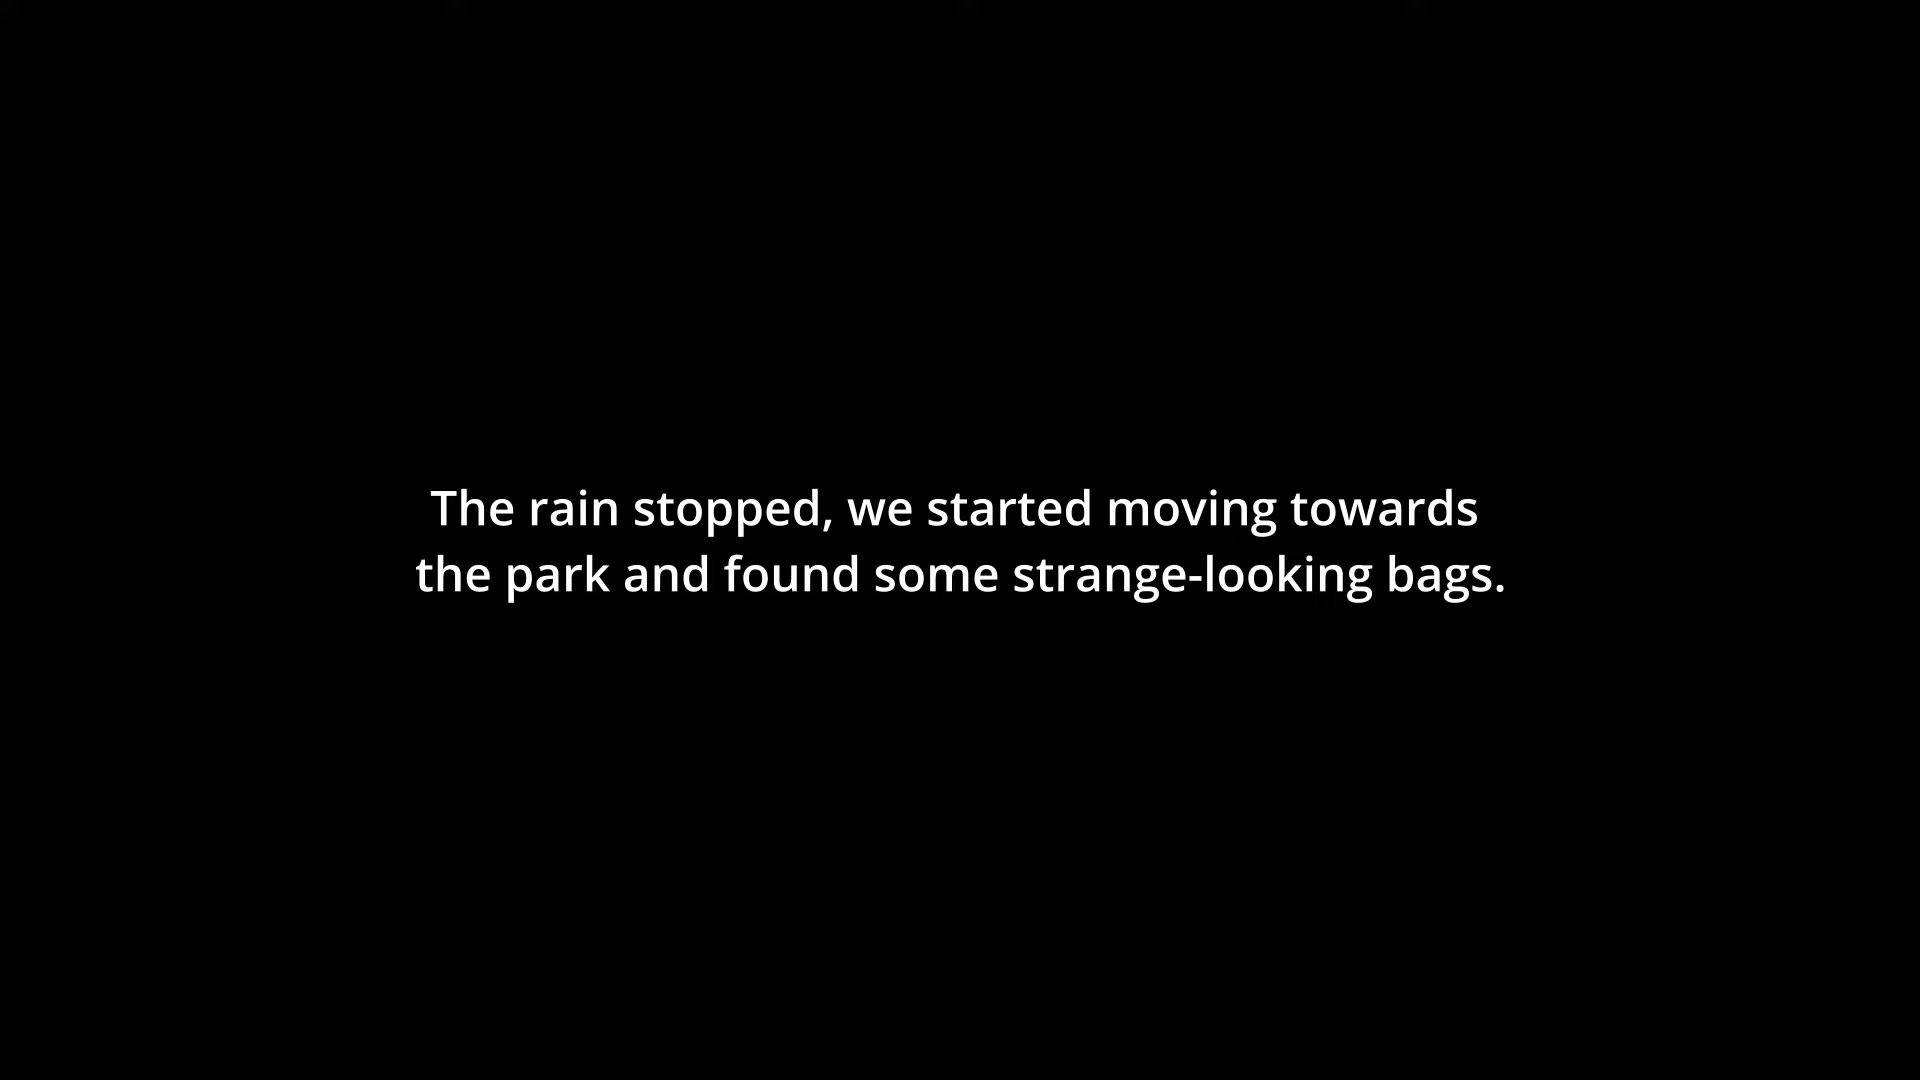 The rain stopped, we started moving towards
the park and found some strange-looking bags.